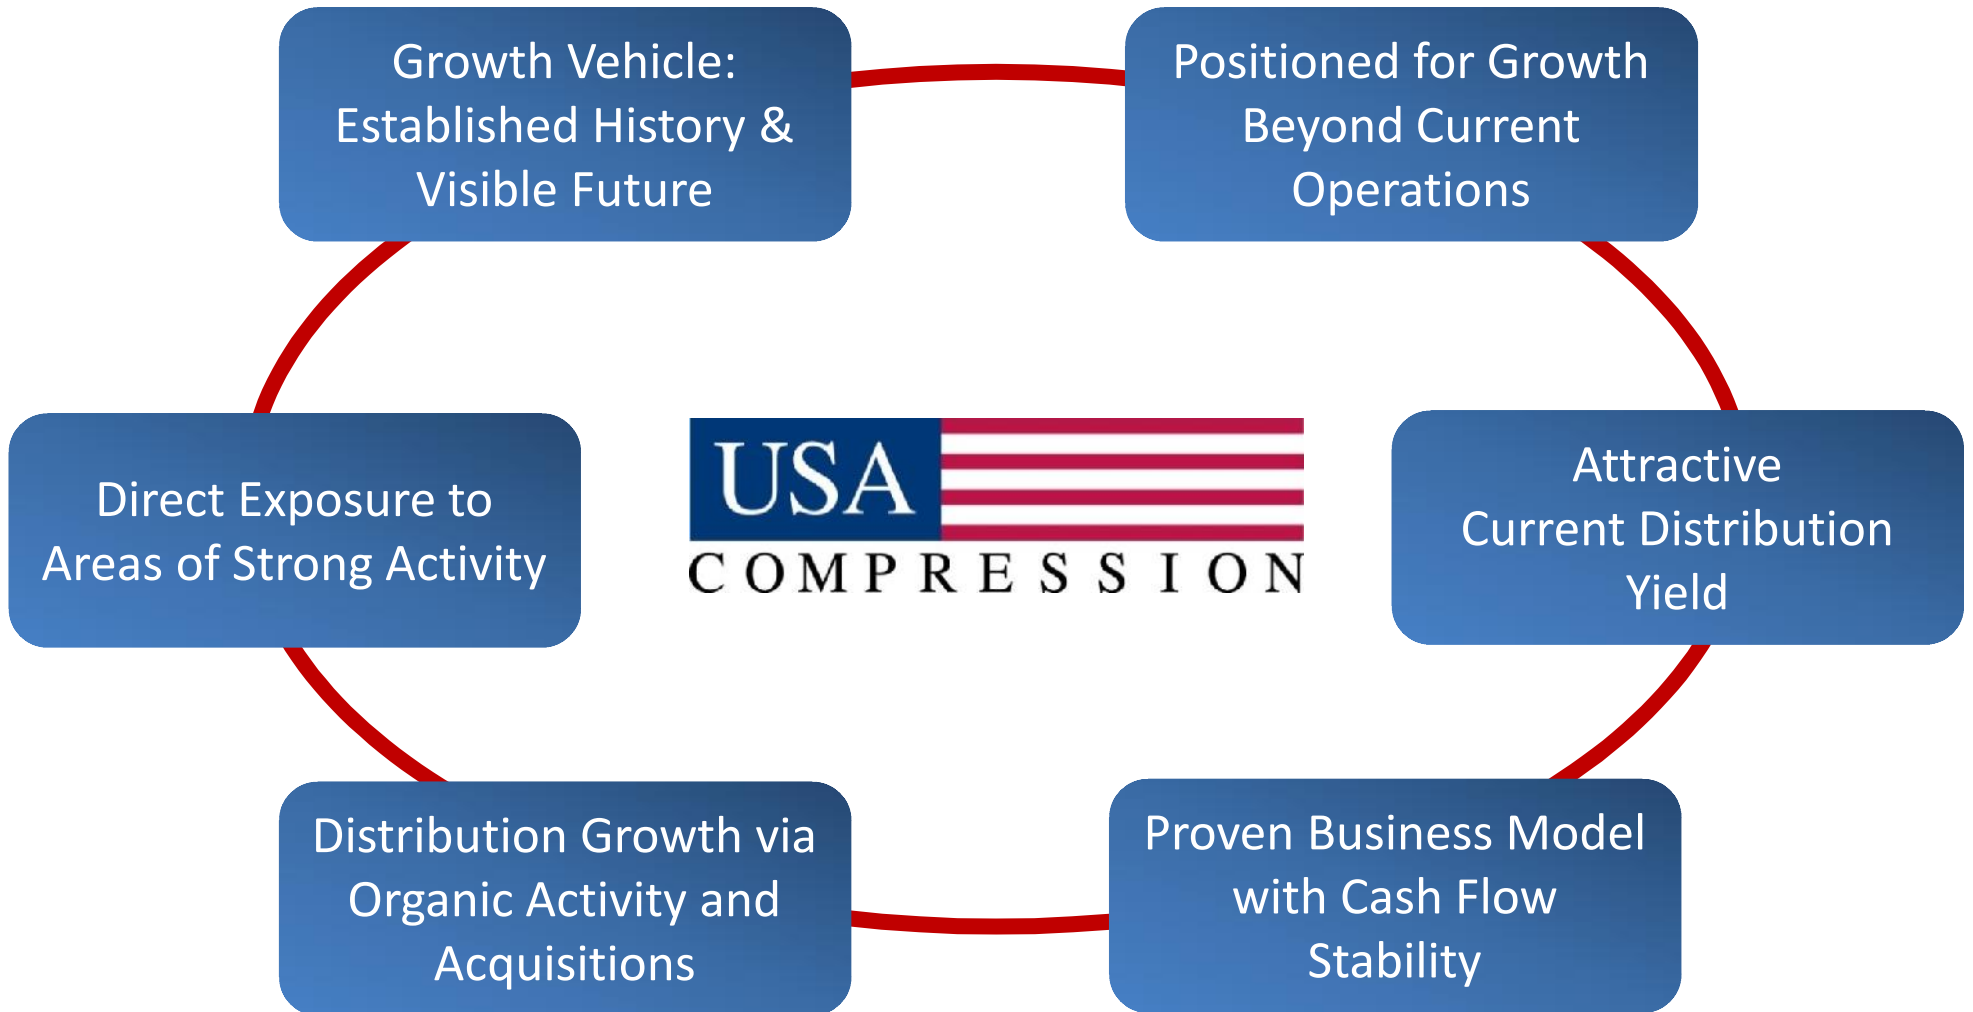 Growth Vehicle:
Established History &
Visible Future
Positioned for Growth
Beyond Current
Operations
Direct Exposure to
Areas of Strong Activity
USA
COMPRESSION
Attractive
Current Distribution
Yield
Distribution Growth via
Organic Activity and
Acquisitions
Proven Business Model
with Cash Flow
Stability